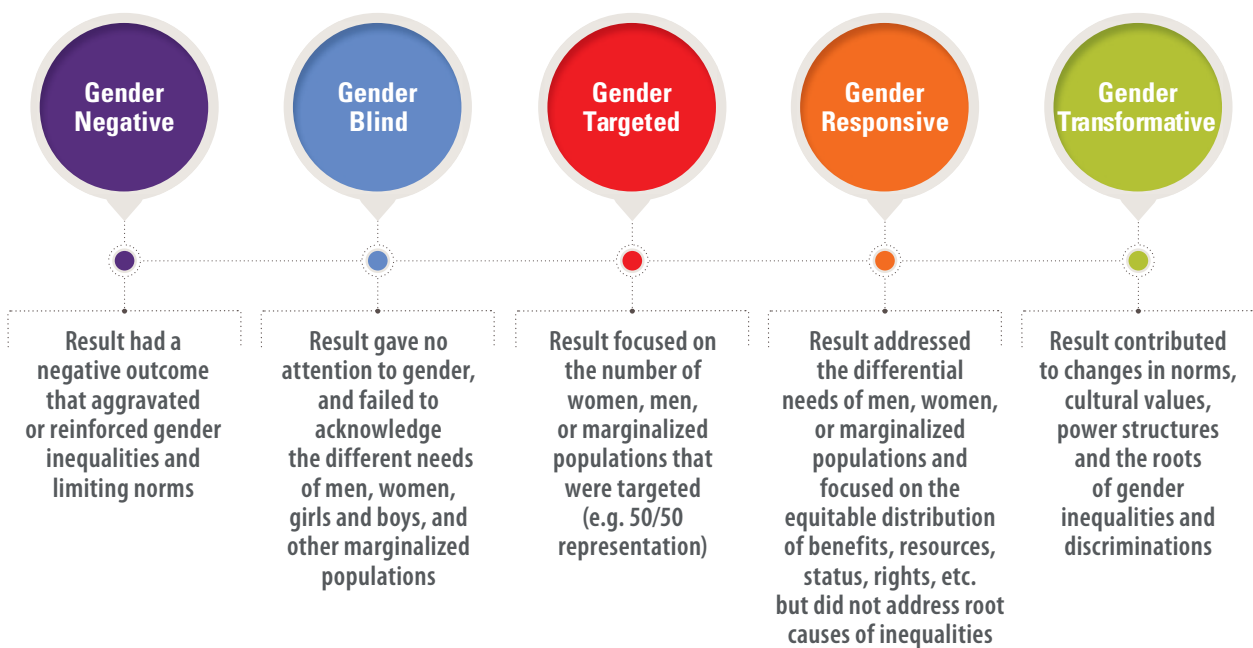 Gender
Negative
Gender
Blind
Gender
Targeted
Gender
Responsive
Gender
Transformative
Result had a
negative outcome
that aggravated
or reinforced gender
inequalities and
limiting norms
Result gave no
attention to gender,
and failed to
acknowledge
the different needs
of men, women,
girls and boys, and
other marginalized
populations
Result focused on
the number of
women, men,
or marginalized
populations that
were targeted
(e.g. 50/50
representation)
Result addressed
the differential
needs of men, women,
or marginalized
populations and
focused on the
equitable distribution
of benefits, resources,
status, rights, etc.
but did not address root
causes of inequalities
Result contributed
to changes in norms,
cultural values,
power structures
and the roots
of gender
inequalities and
discriminations